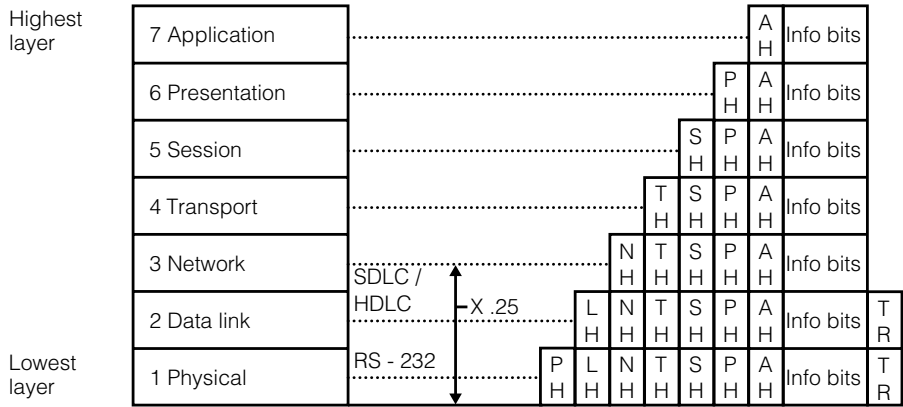 Highest
layer
7 Application
A
H
Info bits
6 Presentation
P
H
A
H
Info bits
5 Session
S
H
P
H
A
H
Info bits
4 Transport
T
H
S
H
P
H
A
H
Info bits
3 Network
N
H
T
H
S
H
P
H
A
H
Info bits
SDLC /
HDLC
X .25
2 Data link
L
H
N
H
T
H
S
H
P
H
A
H
Info bits
T
R
Lowest
layer
1 Physical
RS - 232
P
H
L
H
N
H
T
H
S
H
P
H
A
H
Info bits
T
R